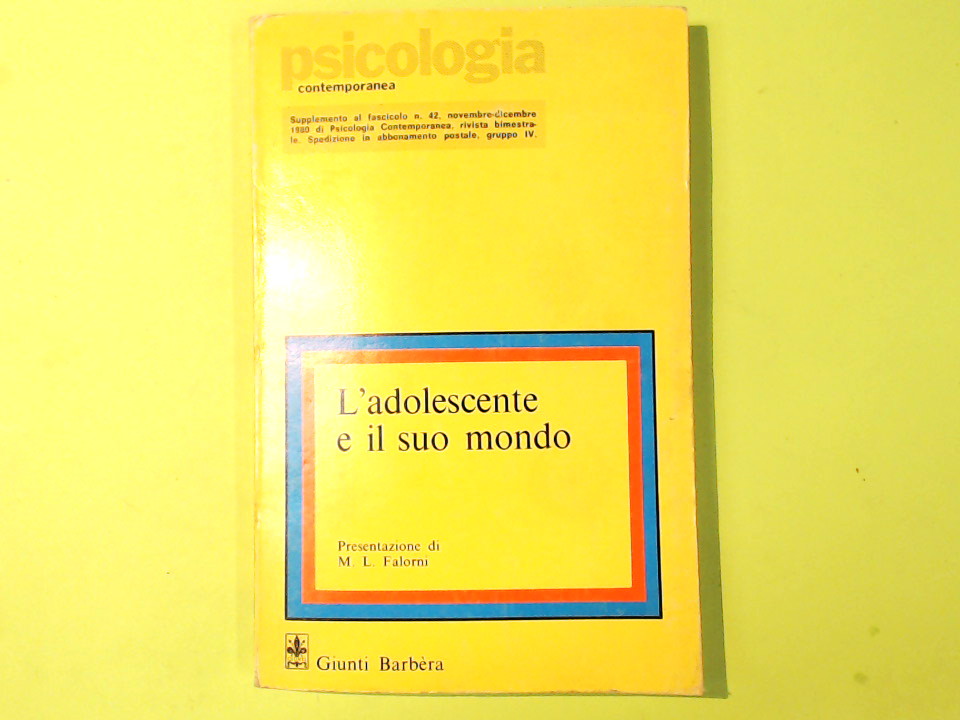 psicologia
contemporanea
Supplemento al fascicolo n. 42, novembre-dicembre
1980 di Psicologia Contemporanea, rivista bimestra-
le. Spedizione in abbonamento postale, gruppo IV.
L'adolescente
e il suo mondo
Presentazione di
M. L. Falorni
Giunti Barbèra